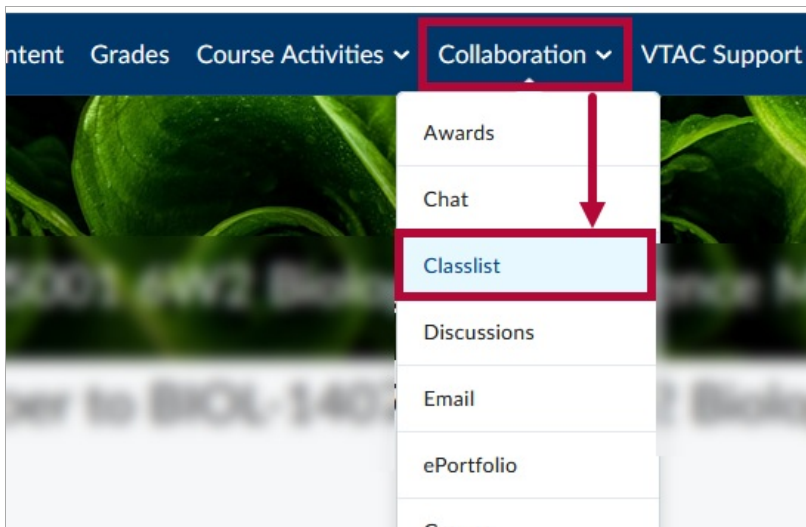 ntent Grades Course Activities Collaboration VTAC Support
Awards
Chat
Classlist
Discussions
Email
ePortfolio